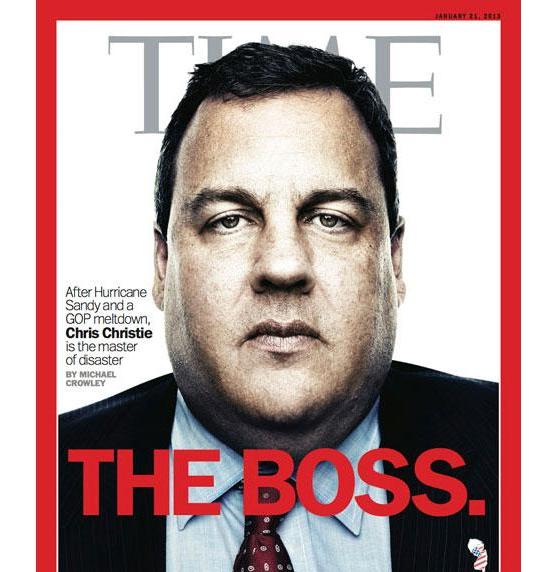 JANUARY 21, 2013
TIME
After Hurricane
Sandy and a
GOP meltdown,
Chris Christie
is the master
of disaster
BY MICHAEL
CROWLEY
THE BOSS.